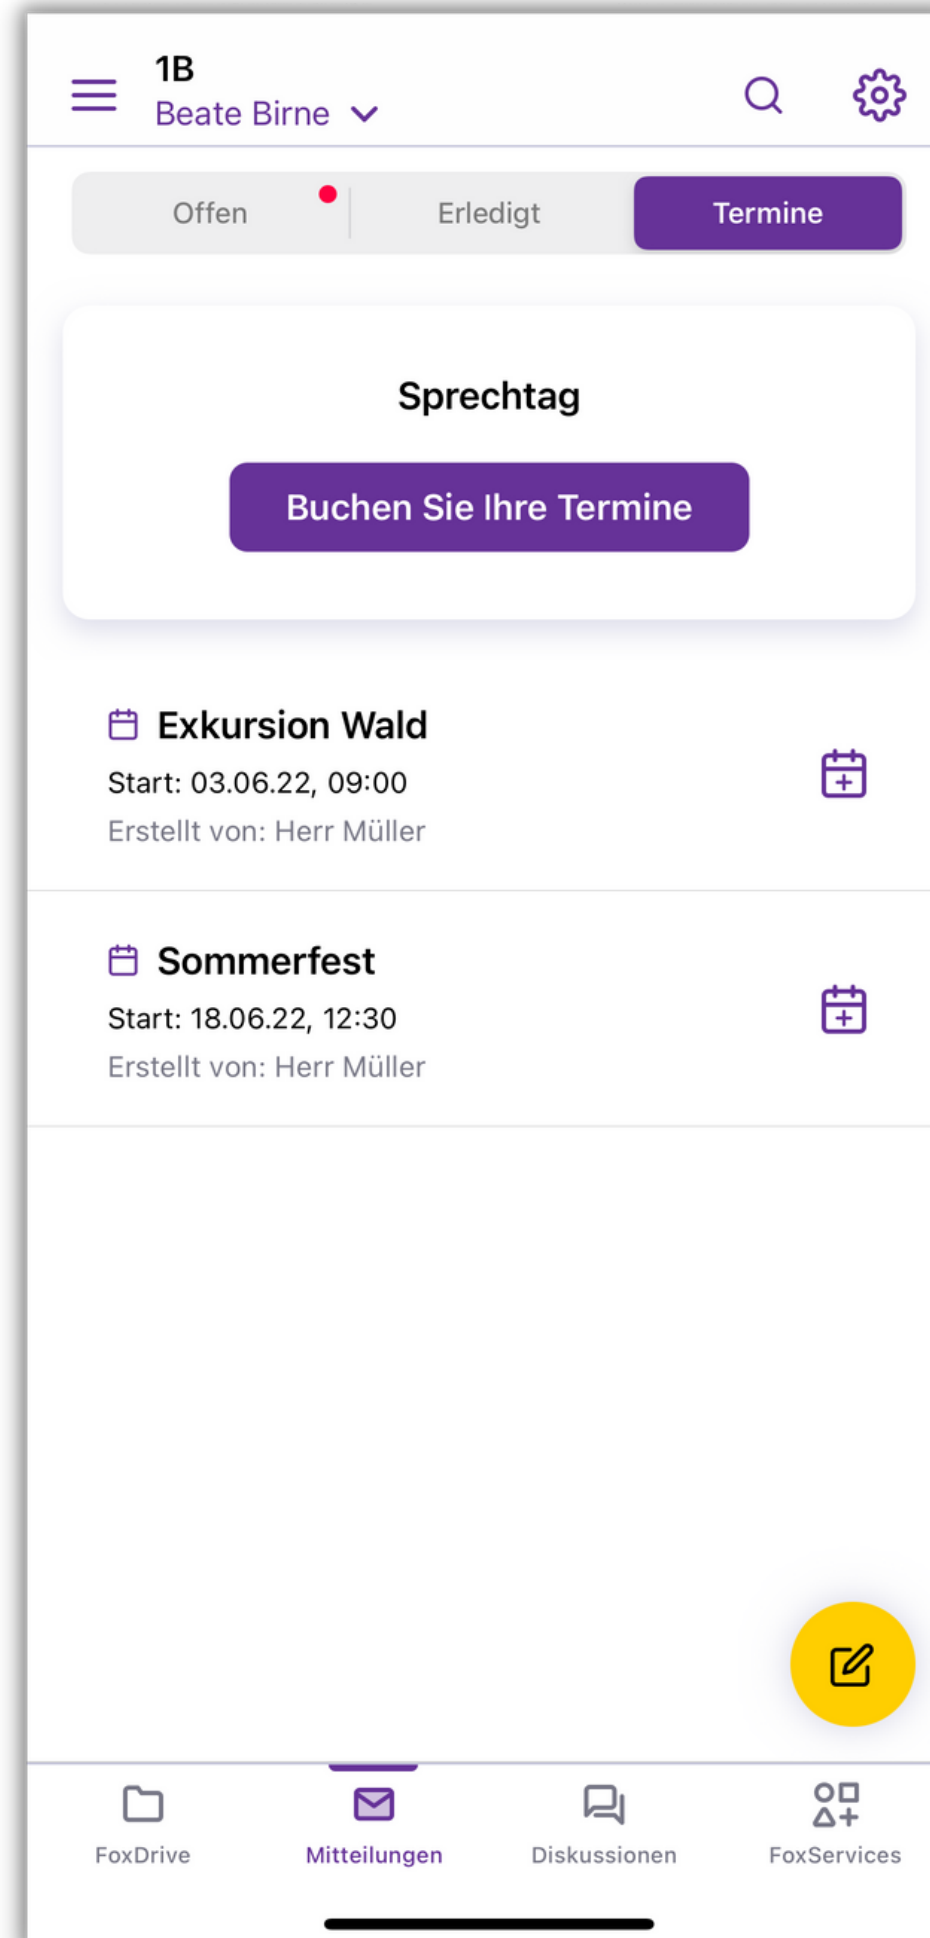 1B
Beate Birne
Offen
Erledigt
Termine
Sprechtag
Buchen Sie Ihre Termine
Exkursion Wald
Start: 03.06.22, 09:00
Erstellt von: Herr Müller
Sommerfest
Start: 18.06.22, 12:30
Erstellt von: Herr Müller
FoxDrive
Mitteilungen
Diskussionen
FoxServices